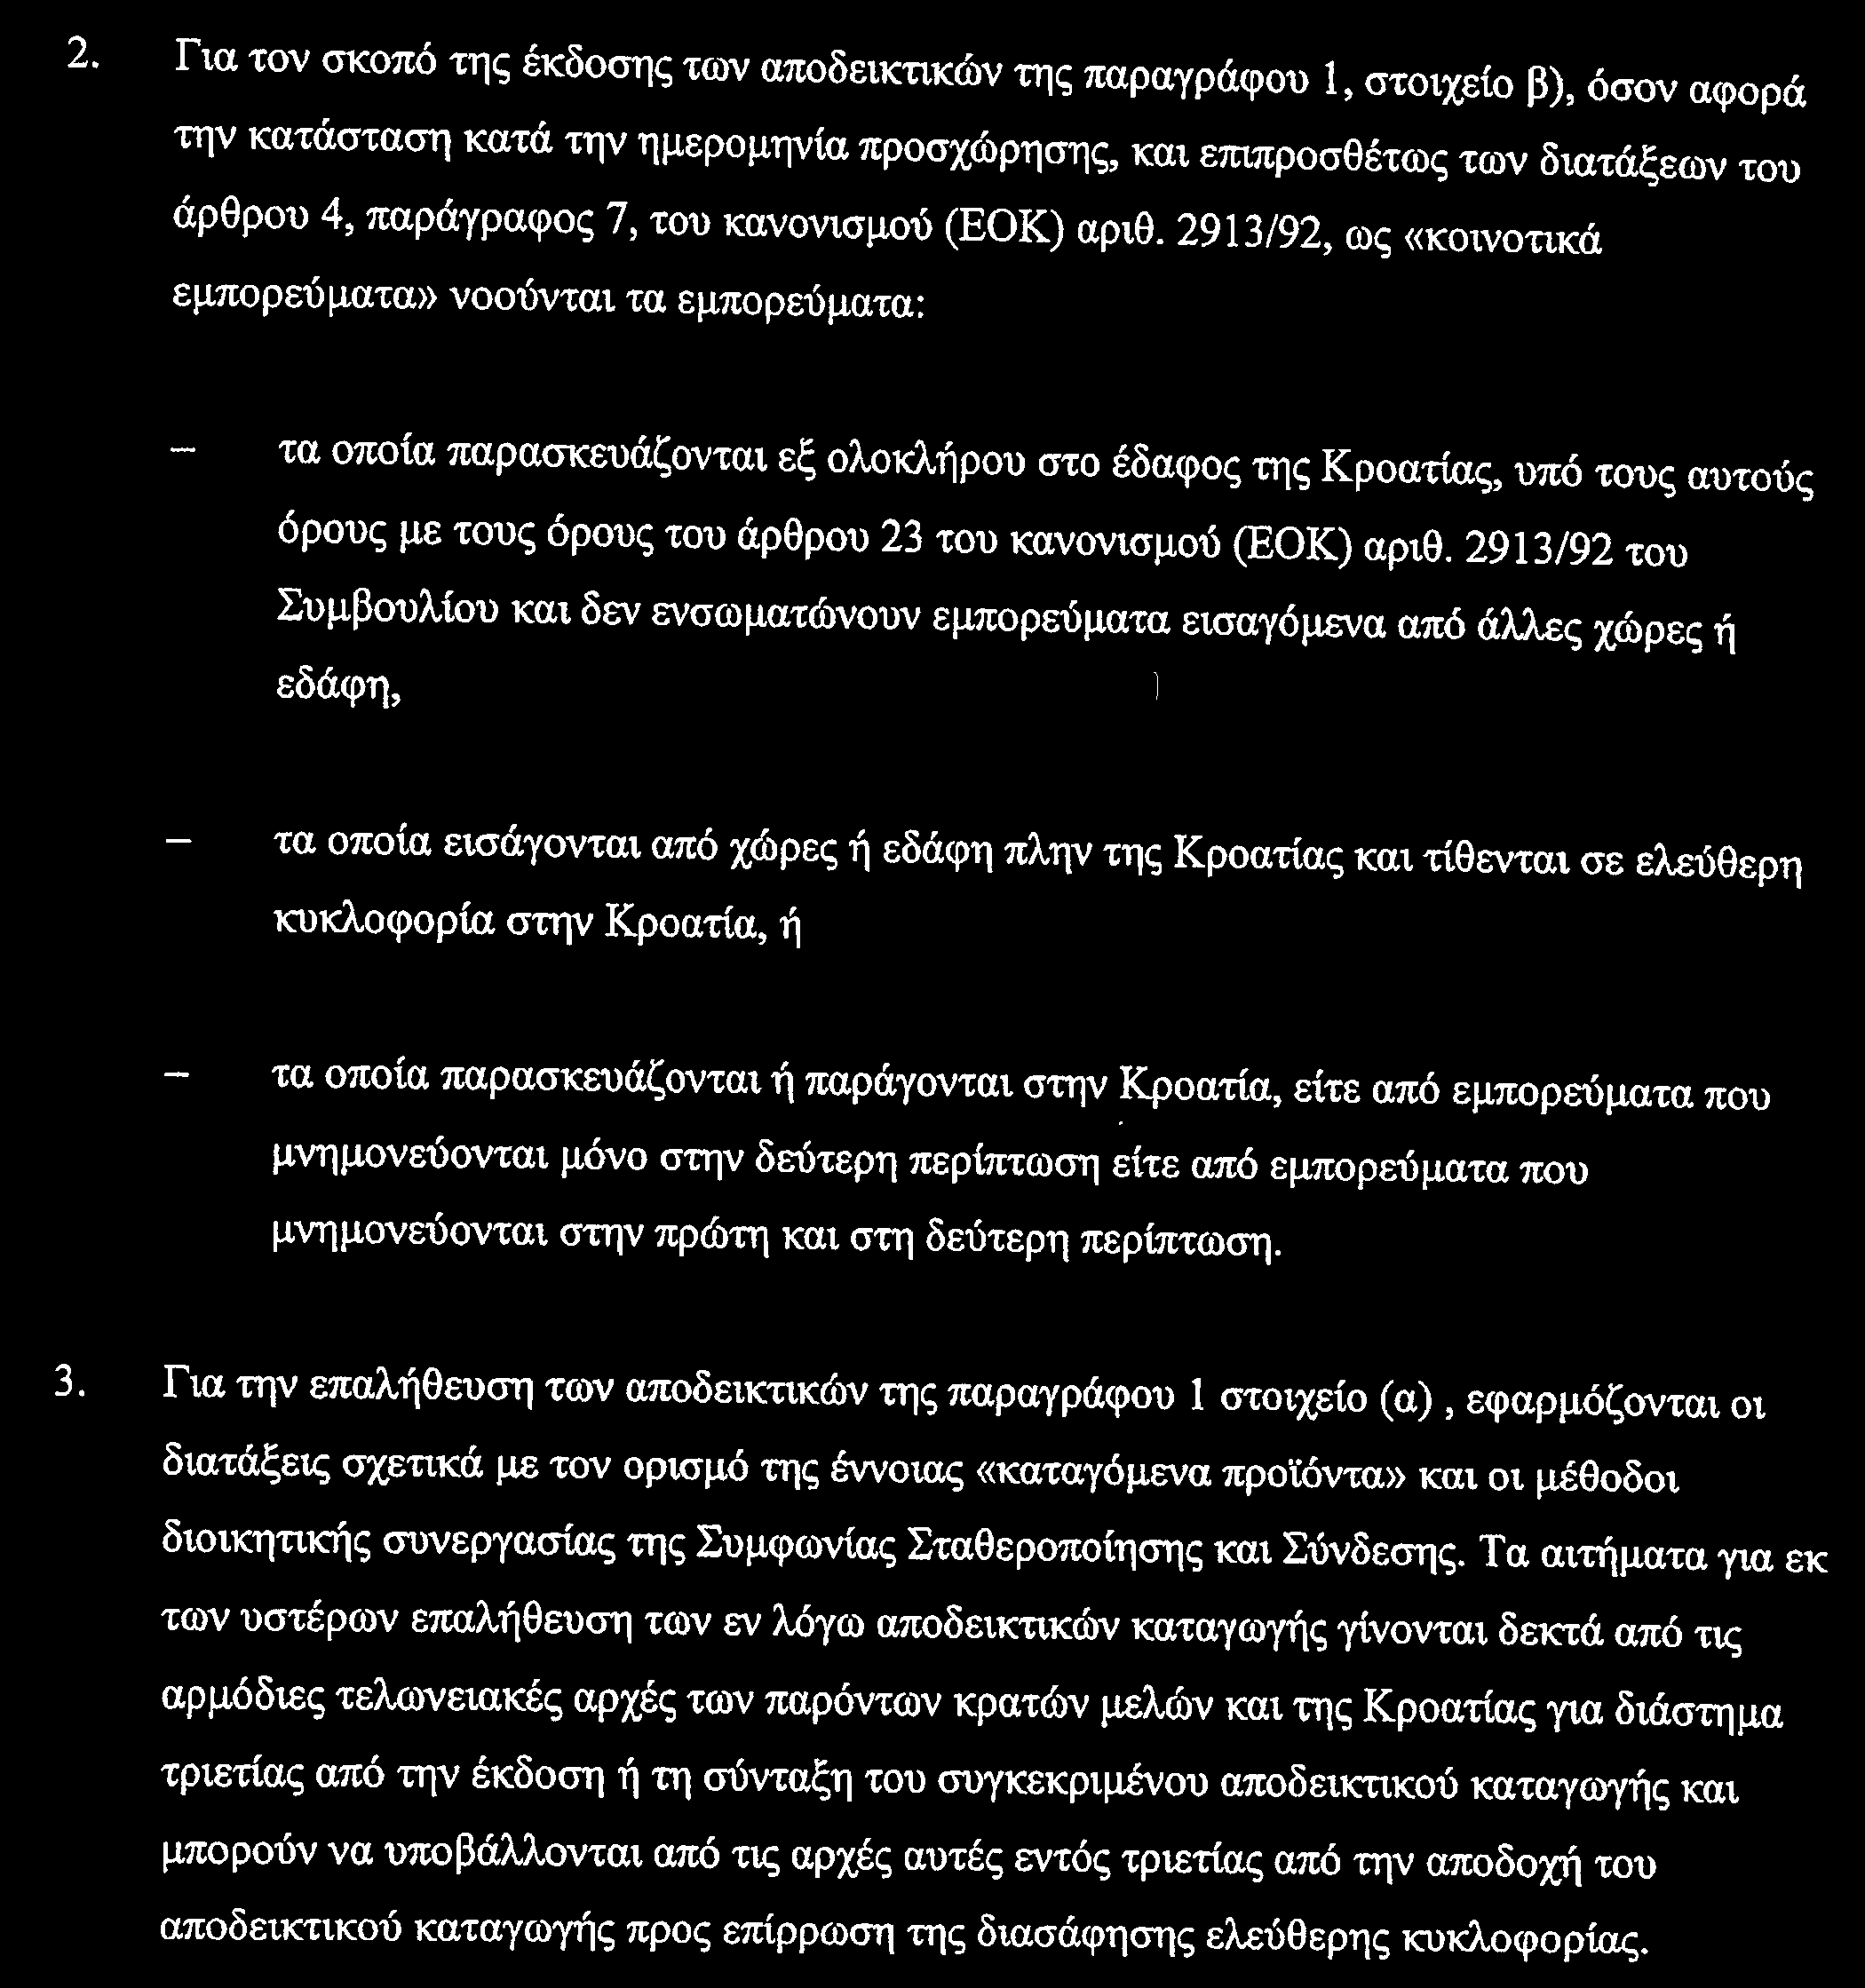 2. Για τον σκοπό της έκδοσης των αποδεικτικών της παραγράφου 1, στοιχείο β), όσον αφορά
την κατάσταση κατά την ημερομηνία προσχώρησης, και επιπροσθέτως των διατάξεων του
άρθρου 4, παράγραφος 7, του κανονισμού (ΕΟΚ) αριθ. 2913/92, ως «κοινοτικά
εμπορεύματα» νοούνται τα εμπορεύματα:
– τα οποία παρασκευάζονται εξ ολοκλήρου στο έδαφος της Κροατίας, υπό τους αυτούς
όρους με τους όρους του άρθρου 23 του κανονισμού (ΕΟΚ) αριθ. 2913/92 του
Συμβουλίου και δεν ενσωματώνουν εμπορεύματα εισαγόμενα από άλλες χώρες ή
εδάφη,
– τα οποία εισάγονται από χώρες ή εδάφη πλην της Κροατίας και τίθενται σε ελεύθερη
κυκλοφορία στην Κροατία, ή
– τα οποία παρασκευάζονται ή παράγονται στην Κροατία, είτε από εμπορεύματα που
μνημονεύονται μόνο στην δεύτερη περίπτωση είτε από εμπορεύματα που
μνημονεύονται στην πρώτη και στη δεύτερη περίπτωση.
3. Για την επαλήθευση των αποδεικτικών της παραγράφου 1 στοιχείο (α) , εφαρμόζονται οι
διατάξεις σχετικά με τον ορισμό της έννοιας «καταγόμενα προϊόντα» και οι μέθοδοι
διοικητικής συνεργασίας της Συμφωνίας Σταθεροποίησης και Σύνδεσης. Τα αιτήματα για εκ
των υστέρων επαλήθευση των εν λόγω αποδεικτικών καταγωγής γίνονται δεκτά από τις
αρμόδιες τελωνειακές αρχές των παρόντων κρατών μελών και της Κροατίας για διάστημα
τριετίας από την έκδοση ή τη σύνταξη του συγκεκριμένου αποδεικτικού καταγωγής και
μπορούν να υποβάλλονται από τις αρχές αυτές εντός τριετίας από την αποδοχή του
αποδεικτικού καταγωγής προς επίρρωση της διασάφησης ελεύθερης κυκλοφορίας.